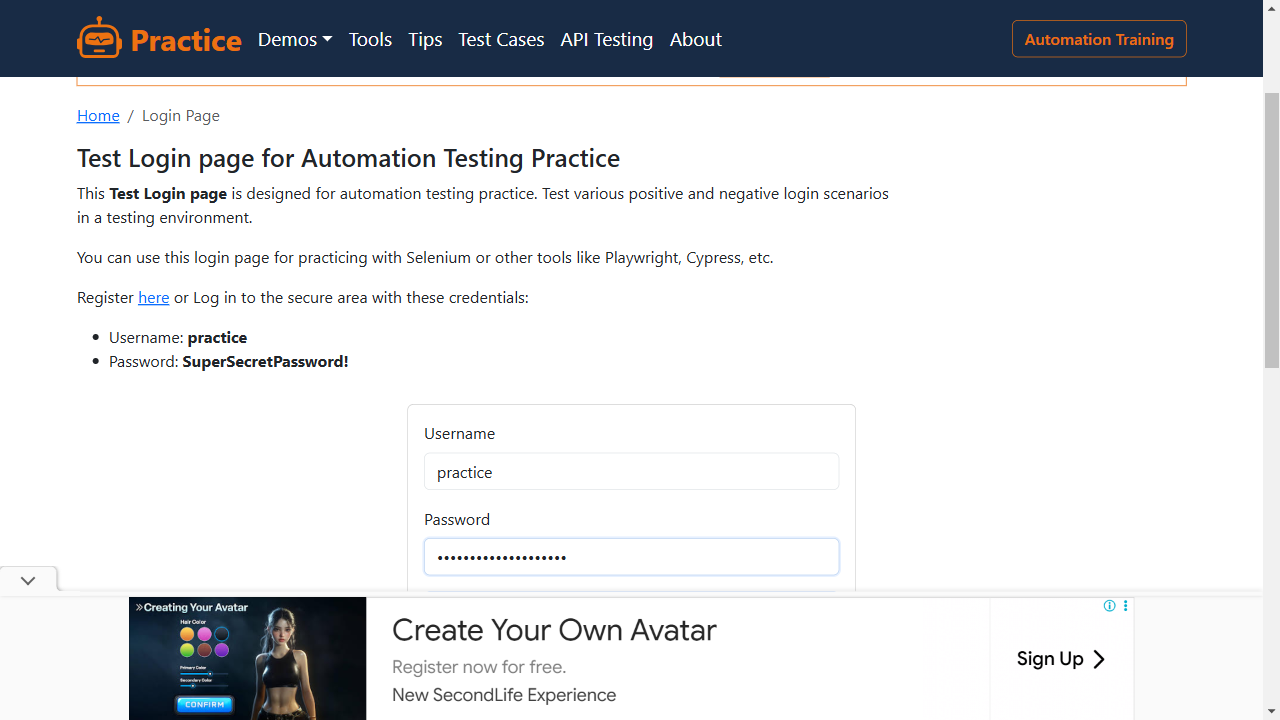 Practice
Demos
Tools
Tips
Test Cases
API Testing
About
Automation Training
Home / Login Page
Test Login page for Automation Testing Practice
This Test Login page is designed for automation testing practice. Test various positive and negative login scenarios
in a testing environment.
You can use this login page for practicing with Selenium or other tools like Playwright, Cypress, etc.
Register here or Log in to the secure area with these credentials:
Username: practice
Password: SuperSecretPassword!
Username
practice
Password
••••••••••••••••••••
»Creating Your Avatar
Hair Color
Primary Color
Secondary Color
CONFIRM
Create Your Own Avatar
Register now for free.
New SecondLife Experience
Sign Up